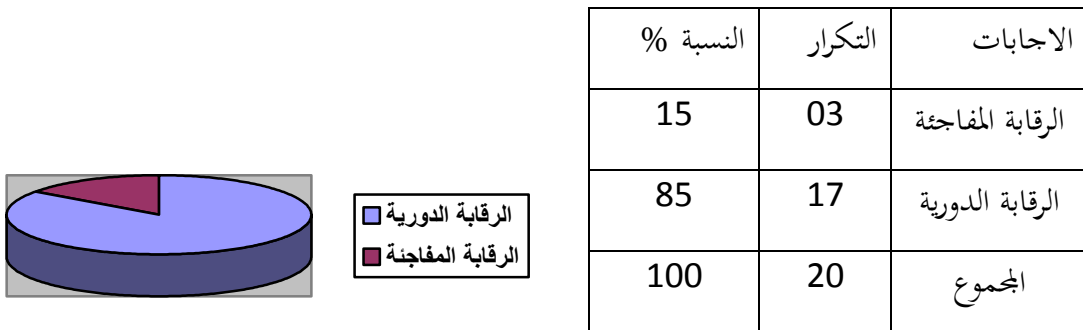 الاجابات التكرار النسبة %
الرقابة المفاجئة 03 15
الرقابة الدورية 17 85
المجموع 20 100
الرقابة الدورية
الرقابة المفاجئة